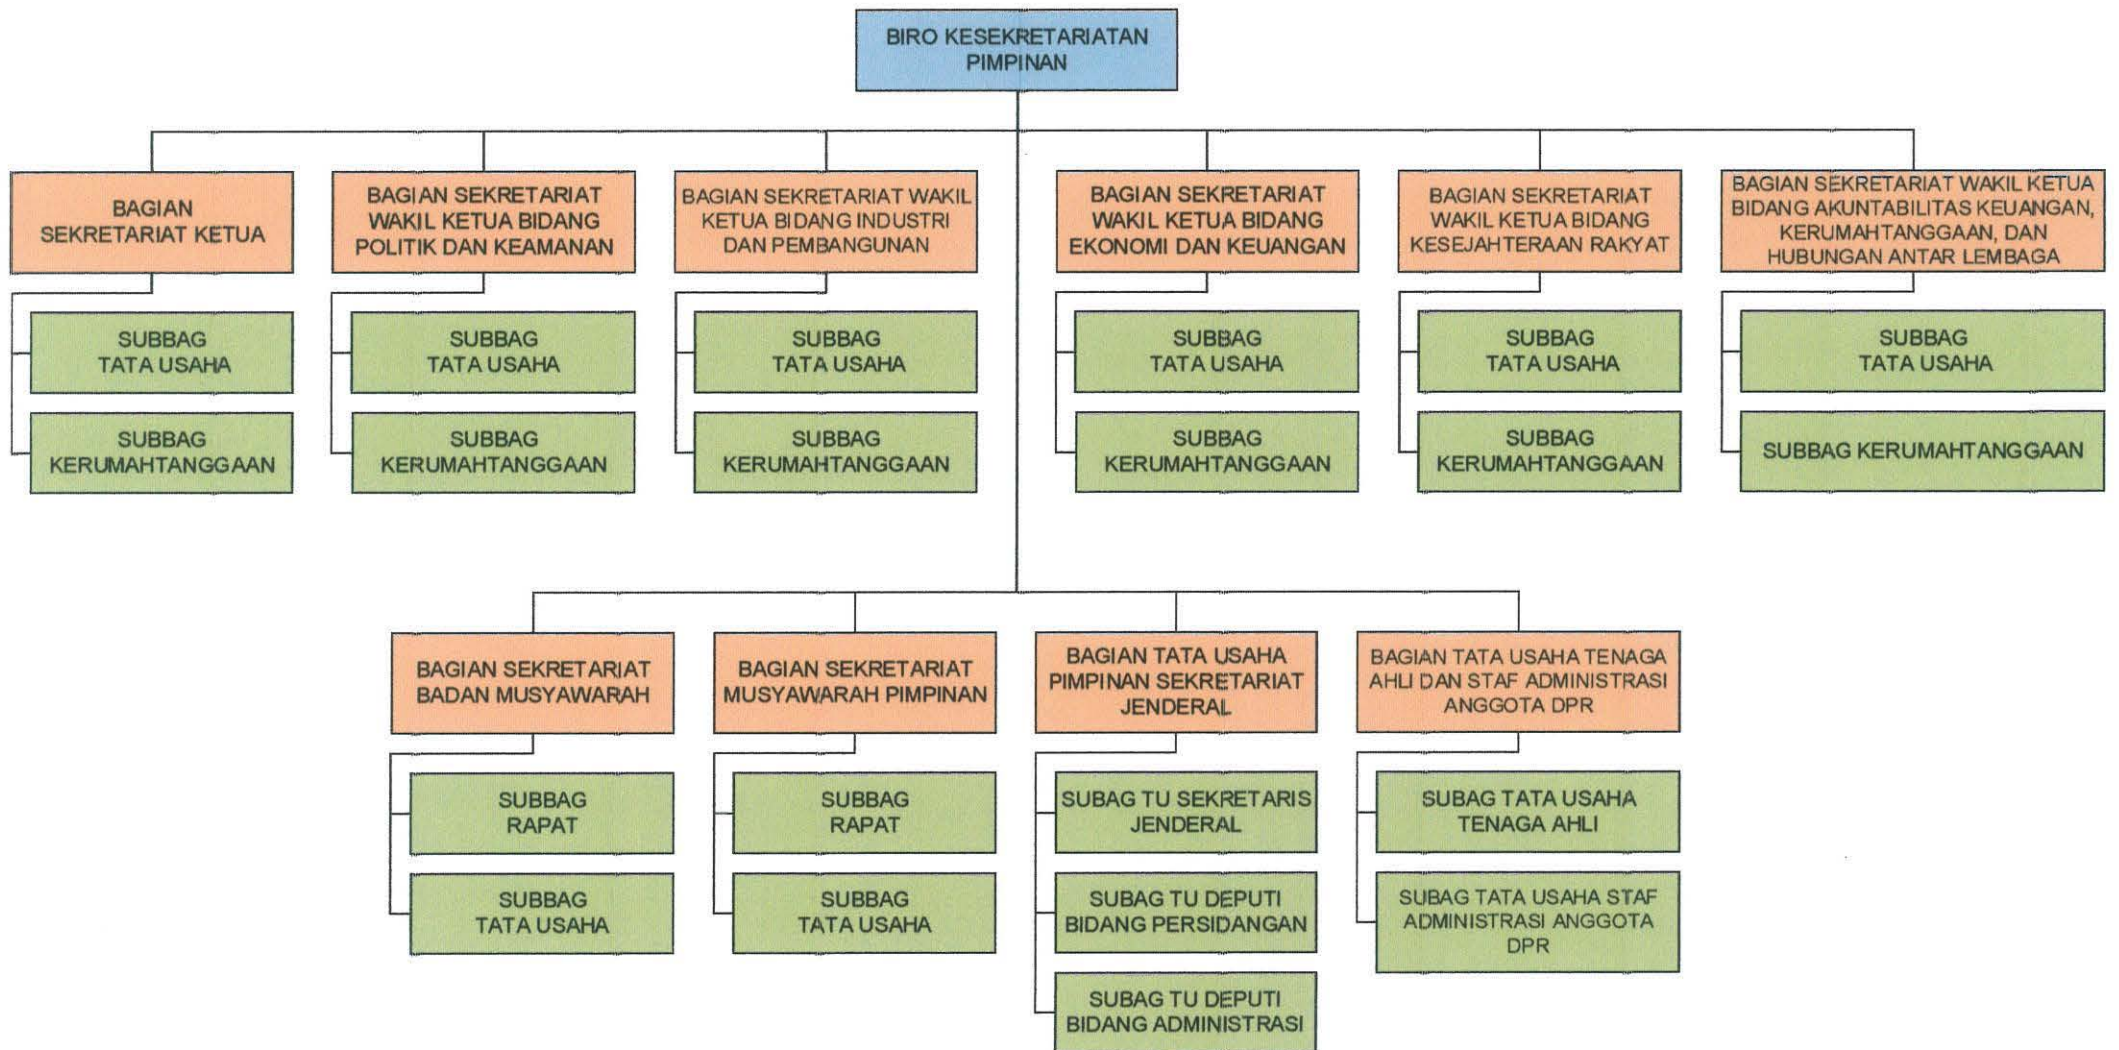 BIRO KESEKRETARIATAN
PIMPINAN
BAGIAN
SEKRETARIAT KETUA
BAGIAN SEKRETARIAT
WAKIL KETUA BIDANG
POLITIK DAN KEAMANAN
BAGIAN SEKRETARIAT WAKIL
KETUA BIDANG INDUSTRI
DAN PEMBANGUNAN
BAGIAN SEKRETARIAT
WAKIL KETUA BIDANG
EKONOMI DAN KEUANGAN
BAGIAN SEKRETARIAT
WAKIL KETUA BIDANG
KESEJAHTERAAN RAKYAT
BAGIAN SEKRETARIAT WAKIL KETUA
BIDANG AKUNTABILITAS KEUANGAN,
KERUMAHTANGGAAN, DAN
HUBUNGAN ANTAR LEMBAGA
SUBBAG
TATA USAHA
SUBBAG
TATA USAHA
SUBBAG
TATA USAHA
SUBBAG
TATA USAHA
SUBBAG
TATA USAHA
SUBBAG
TATA USAHA
SUBBAG
KERUMAHTANGGAAN
SUBBAG
KERUMAHTANGGAAN
SUBBAG
KERUMAHTANGGAAN
SUBBAG
KERUMAHTANGGAAN
SUBBAG
KERUMAHTANGGAAN
SUBBAG KERUMAHTANGGAAN
BAGIAN SEKRETARIAT
BADAN MUSYAWARAH
BAGIAN SEKRETARIAT
MUSYAWARAH PIMPINAN
BAGIAN TATA USAHA
PIMPINAN SEKRETARIAT
JENDERAL
BAGIAN TATA USAHA TENAGA
AHLI DAN STAF ADMINISTRASI
ANGGOTA DPR
SUBBAG
RAPAT
SUBBAG
RAPAT
SUBAG TU SEKRETARIS
JENDERAL
SUBAG TATA USAHA
TENAGA AHLI
SUBBAG
TATA USAHA
SUBBAG
TATA USAHA
SUBAG TU DEPUTI
BIDANG PERSIDANGAN
SUBAG TATA USAHA STAF
ADMINISTRASI ANGGOTA
DPR
SUBAG TU DEPUTI
BIDANG ADMINISTRASI